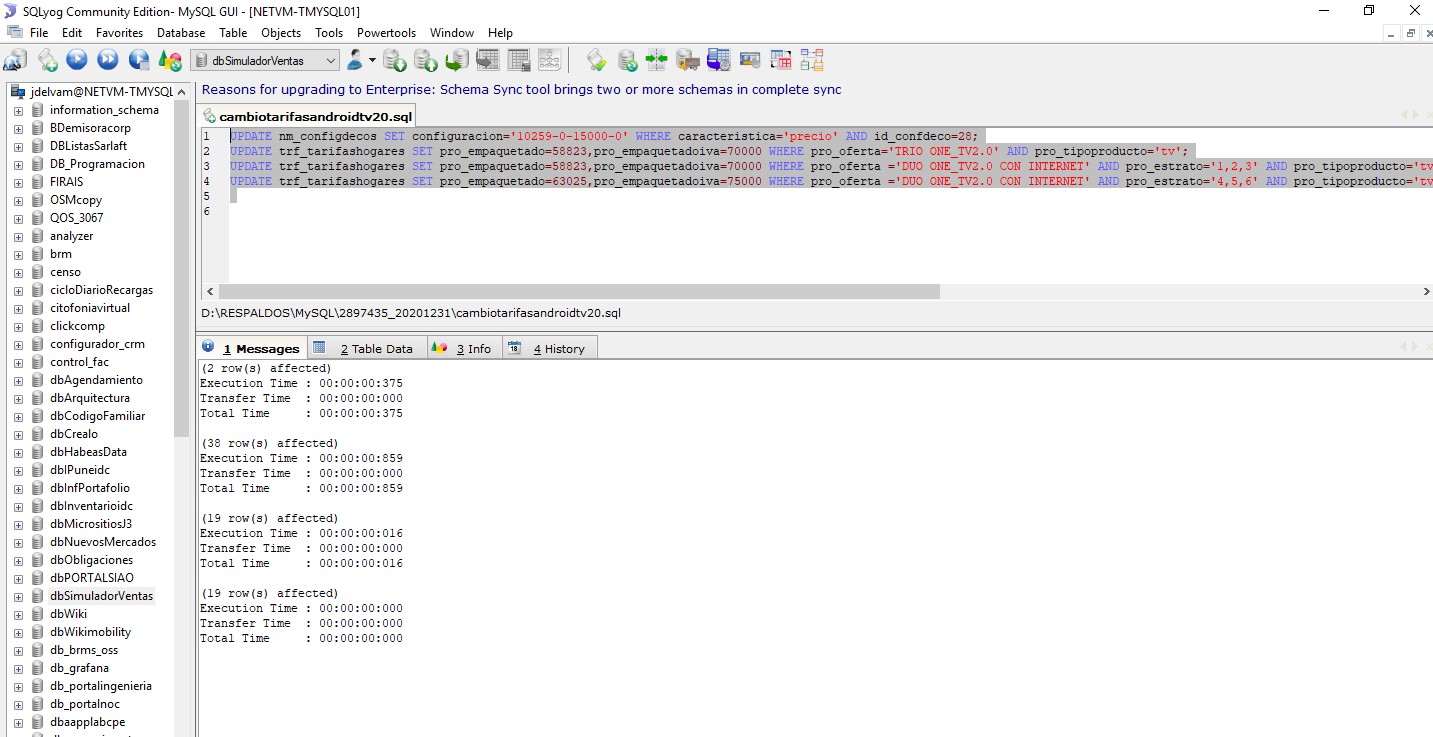 SQLyog Community Edition- MySQL GUI - [NETVM-TMYSQL01]
File Edit Favorites Database Table Objects Tools Powertools Window Help
dbSimuladorVentas
jdelvam@NETVM-TMYSQL
information_schema
BDemisoracorp
DBListasSarlaft
DB_Programacion
FIRAIS
OSMcopy
QOS_3067
analyzer
brm
censo
cicloDiarioRecargas
citofoniavirtual
clickcomp
configurador_crm
control_fac
dbAgendamiento
dbArquitectura
dbCodigoFamiliar
dbCrealo
dbHabeasData
dbIPuneidc
dbInfPortafolio
dbInventarioidc
dbMicrositiosJ3
dbNuevosMercados
dbObligaciones
dbPORTALSIAO
dbSimuladorVentas
dbWiki
dbWikimobility
db_brms_oss
db_grafana
db_portalingenieria
db_portalnoc
dbaapplabcpe
Reasons for upgrading to Enterprise: Schema Sync tool brings two or more schemas in complete sync
cambiotarifasandroidtv20.sql
1 UPDATE nm_configdecos SET configuracion='10259-0-15000-0' WHERE caracteristica='precio' AND id_confdeco=28;
2 UPDATE trf_tarifashogares SET pro_empaquetado=58823,pro_empaquetadoiva=70000 WHERE pro_oferta='TRIO ONE_TV2.0' AND pro_tipoproducto='tv';
3 UPDATE trf_tarifashogares SET pro_empaquetado=58823,pro_empaquetadoiva=70000 WHERE pro_oferta ='DUO ONE_TV2.0 CON INTERNET' AND pro_estrato='1,2,3' AND pro_tipoproducto='tv
4 UPDATE trf_tarifashogares SET pro_empaquetado=63025,pro_empaquetadoiva=75000 WHERE pro_oferta ='DUO ONE_TV2.0 CON INTERNET' AND pro_estrato='4,5,6' AND pro_tipoproducto='tv
5
6
D:\RESPALDOS\MySQL\2897435_20201231\cambiotarifasandroidtv20.sql
1 Messages 2 Table Data 3 Info 18 4 History
(2 row(s) affected)
Execution Time : 00:00:00:375
Transfer Time : 00:00:00:000
Total Time : 00:00:00:375
(38 row(s) affected)
Execution Time : 00:00:00:859
Transfer Time : 00:00:00:000
Total Time : 00:00:00:859
(19 row(s) affected)
Execution Time : 00:00:00:016
Transfer Time : 00:00:00:000
Total Time : 00:00:00:016
(19 row(s) affected)
Execution Time : 00:00:00:000
Transfer Time : 00:00:00:000
Total Time : 00:00:00:000